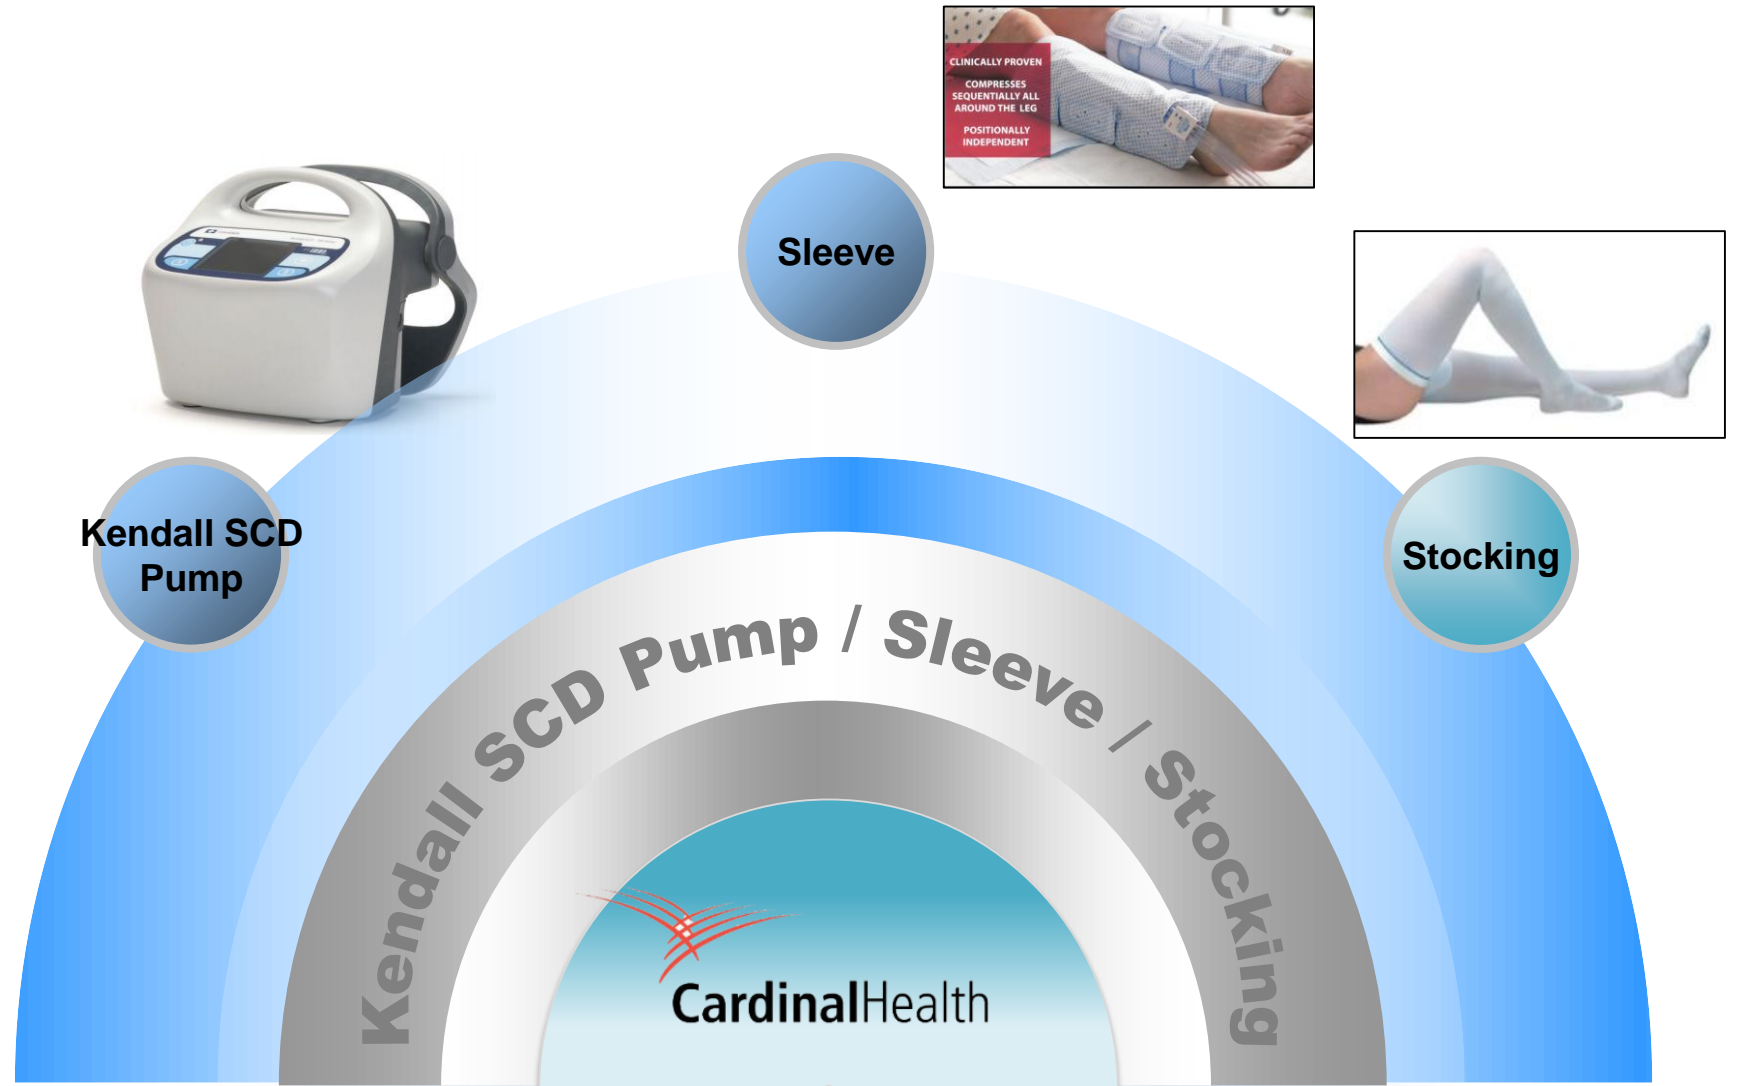 CLINICALLY PROVEN
COMPRESSES
SEQUENTIALLY ALL
AROUND THE LEG
POSITIONALLY
INDEPENDENT
Sleeve
Kendall SCD
Pump
Stocking
Kendall SCD Pump / Sleeve / Stocking
CardinalHealth